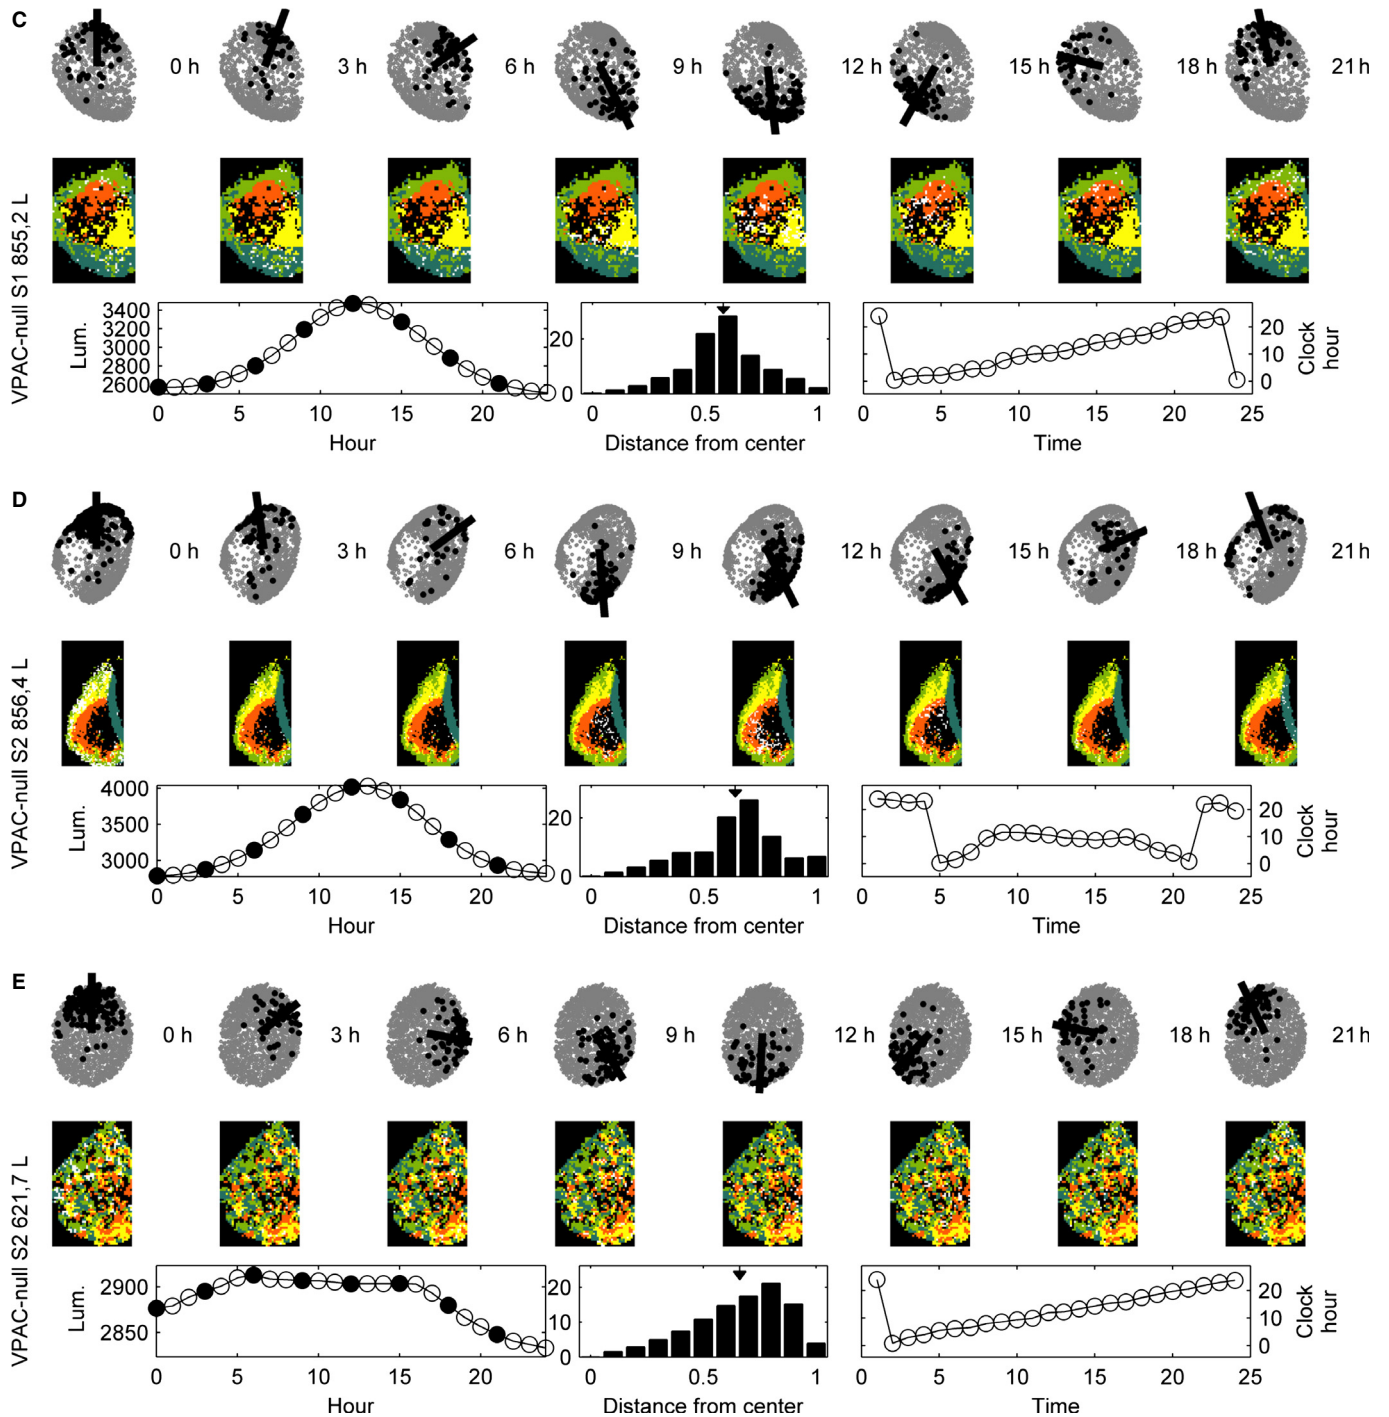 C
0 h 3 h 6 h 9 h 12 h 15 h 18 h 21 h
VPAC-null S1 855,2 L
Lum.
3400
3200
3000
2800
2600
0 5 10 15 20
Hour
20
0
0 0.5 1
Distance from center
20
10
0
Clock
hour
0 5 10 15 20 25
Time
D
0 h 3 h 6 h 9 h 12 h 15 h 18 h 21 h
VPAC-null S2 856,4 L
Lum.
4000
3500
3000
0 5 10 15 20
Hour
20
0
0 0.5 1
Distance from center
20
10
0
Clock
hour
0 5 10 15 20 25
Time
E
0 h 3 h 6 h 9 h 12 h 15 h 18 h 21 h
VPAC-null S2 621,7 L
Lum.
2900
2850
0 5 10 15 20
Hour
20
10
0
0 0.5 1
Distance from center
20
10
0
Clock
hour
0 5 10 15 20 25
Time